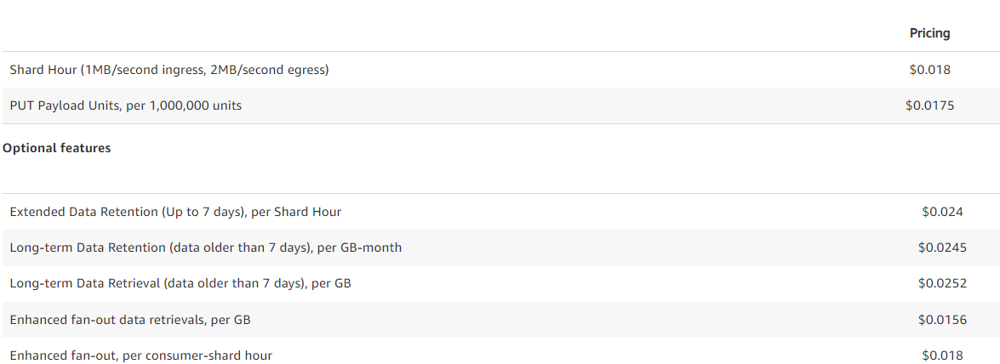 Pricing
Shard Hour (1MB/second ingress, 2MB/second egress) $0.018
PUT Payload Units, per 1,000,000 units $0.0175
Optional features
Extended Data Retention (Up to 7 days), per Shard Hour $0.024
Long-term Data Retention (data older than 7 days), per GB-month $0.0245
Long-term Data Retrieval (data older than 7 days), per GB $0.0252
Enhanced fan-out data retrievals, per GB $0.0156
Enhanced fan-out, per consumer-shard hour $0.018